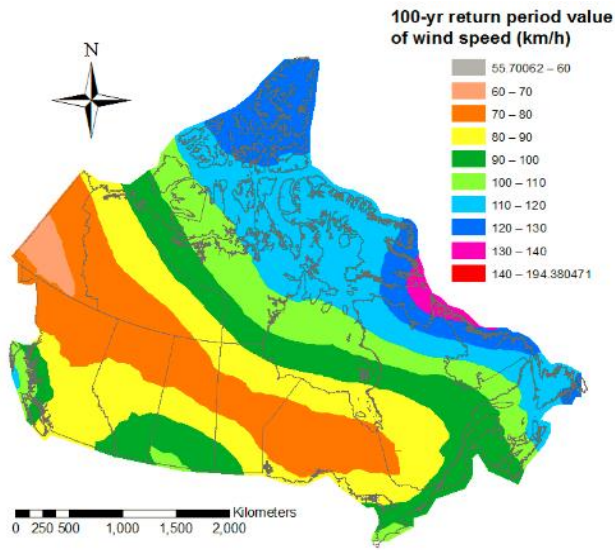 100-yr return period value
of wind speed (km/h)
N
55.70062 – 60
60 – 70
70 – 80
80 – 90
90 – 100
100 – 110
110 – 120
120 – 130
130 – 140
140 – 194.380471
Kilometers
0 250 500 1,000 1,500 2,000